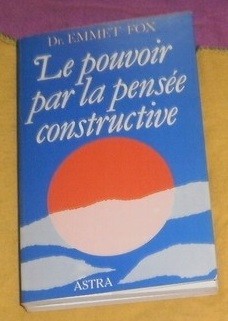 Dr. EMMET FOX
Le pouvoir
par la pensée
constructive
ASTRA